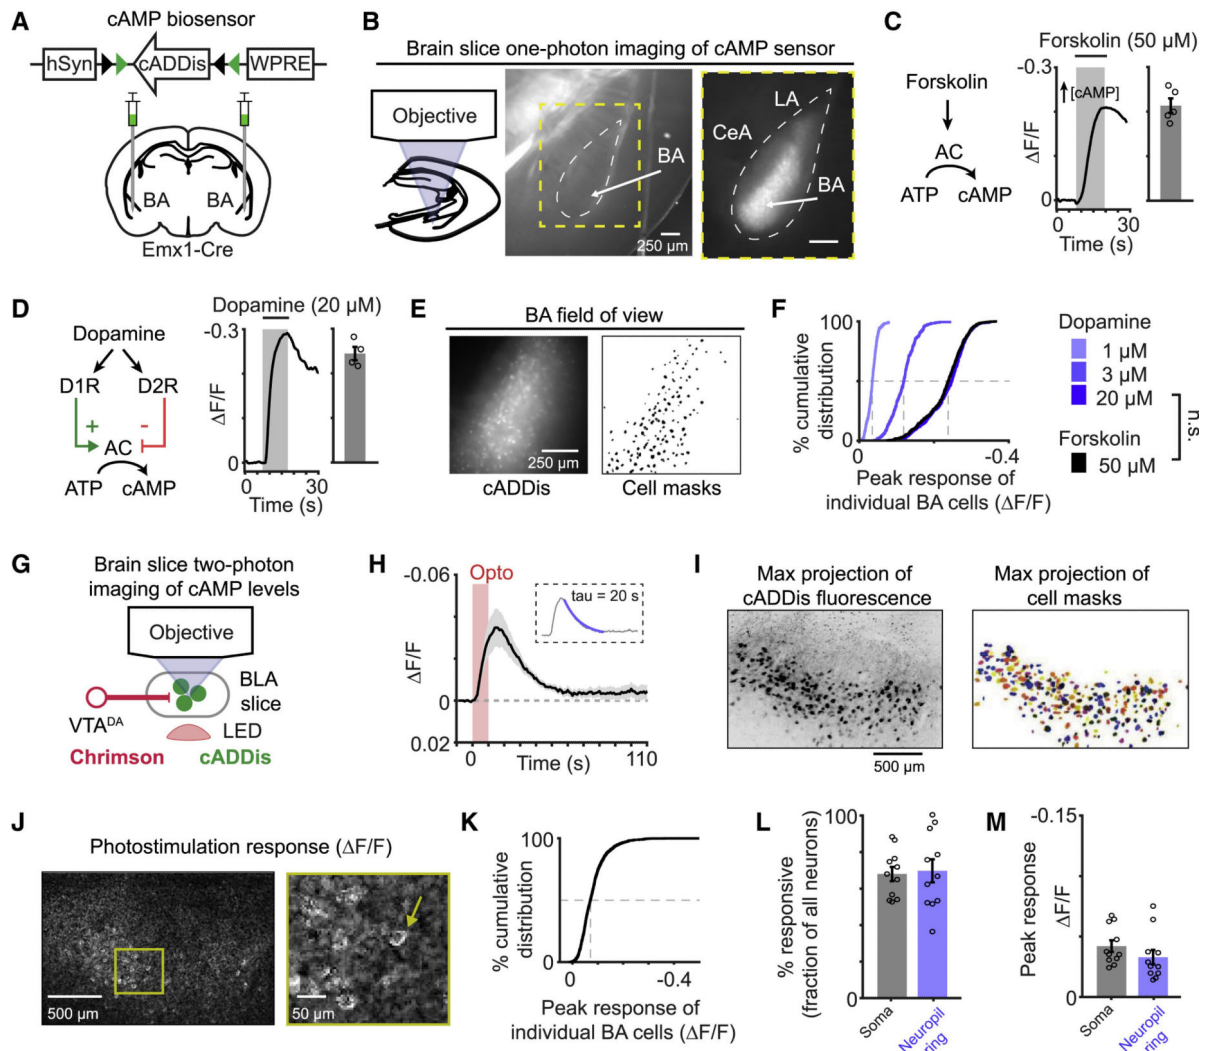 A
cAMP biosensor
hSyn
cADDis
WPRE
BA
BA
Emx1-Cre
B
Brain slice one-photon imaging of cAMP sensor
Objective
BA
250 µm
LA
CeA
BA
C
Forskolin
AC
ATP
cAMP
Forskolin (50 µM)
-0.3
[cAMP]
ΔF/F
0
0
30
Time (s)
D
Dopamine
D1R
D2R
+
-
AC
ATP
cAMP
Dopamine (20 µM)
-0.3
ΔF/F
0
0
30
Time (s)
E
BA field of view
250 µm
cADDis
Cell masks
F
100
% cumulative
distribution
0
0
-0.4
Peak response of
individual BA cells (ΔF/F)
Dopamine
1 µM
3 µM
20 µM
Forskolin
50 µM
n.s.
G
Brain slice two-photon
imaging of cAMP levels
Objective
BLA
slice
VTADA
LED
Chrimson
cADDis
H
-0.06
Opto
tau = 20 s
ΔF/F
0
0.02
0
110
Time (s)
I
Max projection of
cADDis fluorescence
Max projection of
cell masks
500 µm
J
Photostimulation response (ΔF/F)
500 µm
50 µm
K
100
% cumulative
distribution
0
0
-0.4
Peak response of
individual BA cells (ΔF/F)
L
100
% responsive
(fraction of all neurons)
0
Soma
Neuropil
ring
M
-0.15
Peak response
ΔF/F
0
Soma
Neuropil
ring